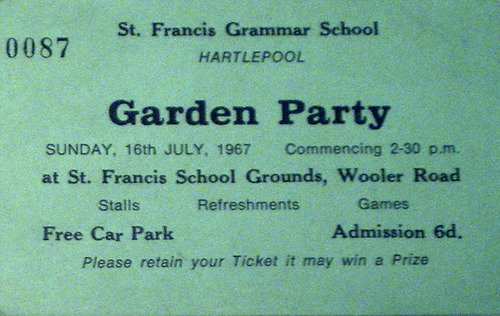 St. Francis Grammar School
0087
HARTLEPOOL
Garden Party
SUNDAY, 16th JULY, 1967 Commencing 2-30 p.m.
at St. Francis School Grounds, Wooler Road
Stalls Refreshments Games
Free Car Park Admission 6d.
Please retain your Ticket it may win a Prize